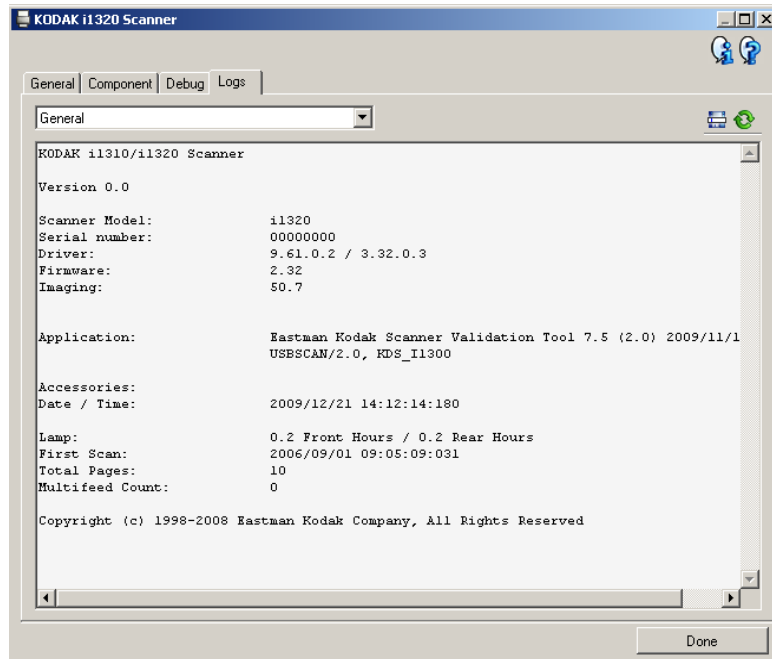 KODAK i1320 Scanner
General Component Debug Logs
General
KODAK i1310/i1320 Scanner
Version 0.0
Scanner Model: i1320
Serial number: 00000000
Driver: 9.61.0.2 / 3.32.0.3
Firmware: 2.32
Imaging: 50.7
Application: Eastman Kodak Scanner Validation Tool 7.5 (2.0) 2009/11/1
USBSCAN/2.0, KDS_I1300
Accessories:
Date / Time: 2009/12/21 14:12:14:180
Lamp: 0.2 Front Hours / 0.2 Rear Hours
First Scan: 2006/09/01 09:05:09:031
Total Pages: 10
Multifeed Count: 0
Copyright (c) 1998-2008 Eastman Kodak Company, All Rights Reserved
Done